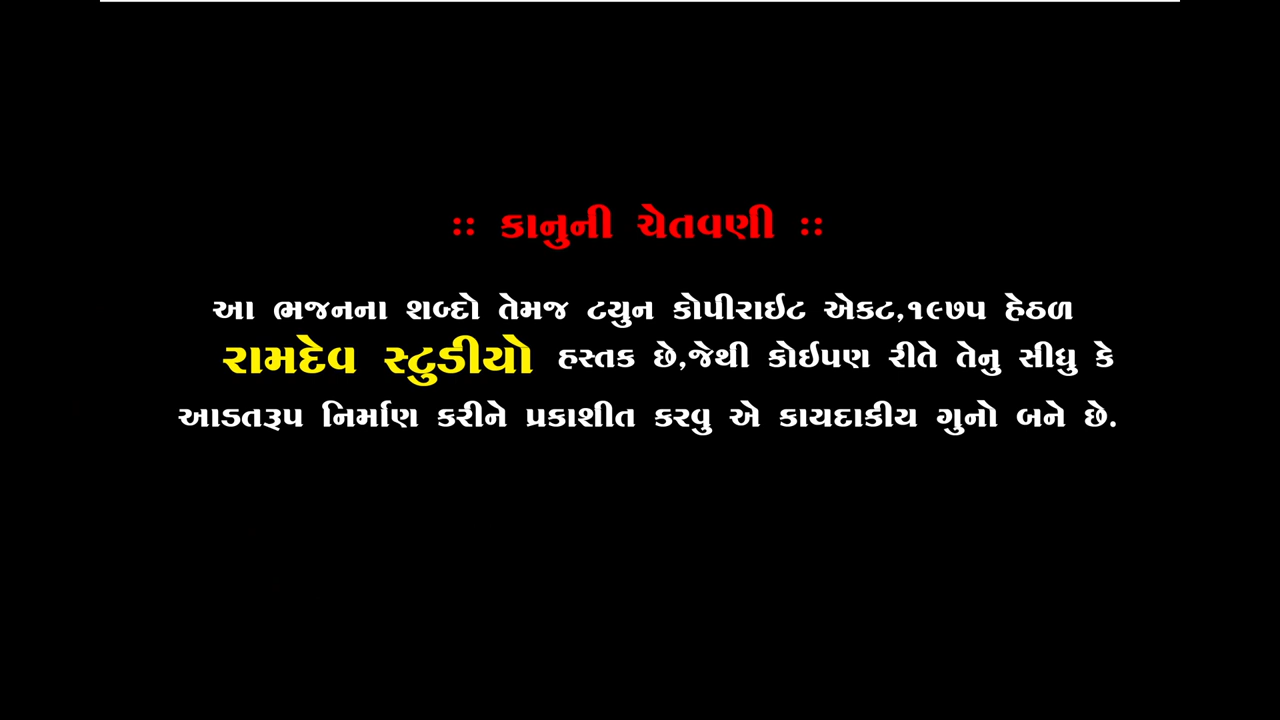 :: કાનુની ચેતવણી ::
આ ભજનના શબ્દો તેમજ ટયુન કોપીરાઈટ એકટ,૧૯૭૫ હેઠળ
રામદેવ સ્ટુડીયો હસ્તક છે,જેથી કોઈપણ રીતે તેનુ સીધુ કે
આડતરૂપ નિર્માણ કરીને પ્રકાશીત કરવુ એ કાયદાકીય ગુનો બને છે.